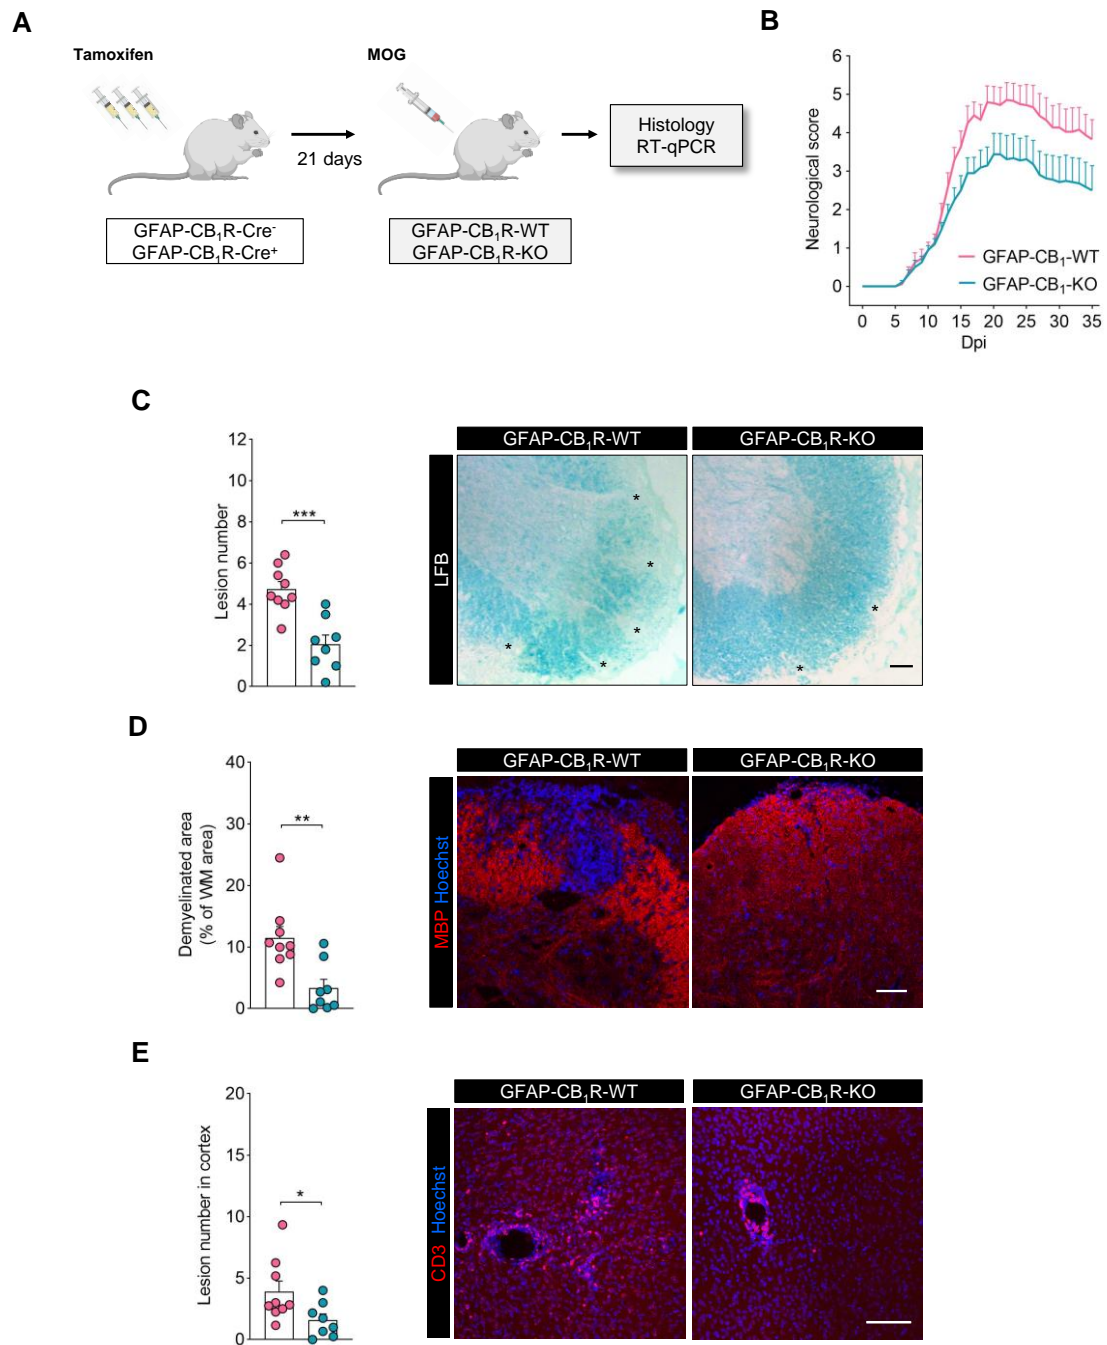 A
Tamoxifen
MOG
21 days
Histology
RT-qPCR
GFAP-CB₁R-Cre⁻
GFAP-CB₁R-Cre⁺
GFAP-CB₁R-WT
GFAP-CB₁R-KO
B
Neurological score
6
5
4
3
2
1
0
GFAP-CB₁-WT
GFAP-CB₁-KO
0 5 10 15 20 25 30 35
Dpi
C
Lesion number
12
10
8
6
4
2
0
***
GFAP-CB₁R-WT
GFAP-CB₁R-KO
LFB
*
*
*
*
*
*
*
D
Demyelinated area
(% of WM area)
40
30
20
10
0
**
GFAP-CB₁R-WT
GFAP-CB₁R-KO
MBP Hoechst
E
Lesion number in cortex
20
15
10
5
0
*
GFAP-CB₁R-WT
GFAP-CB₁R-KO
CD3 Hoechst